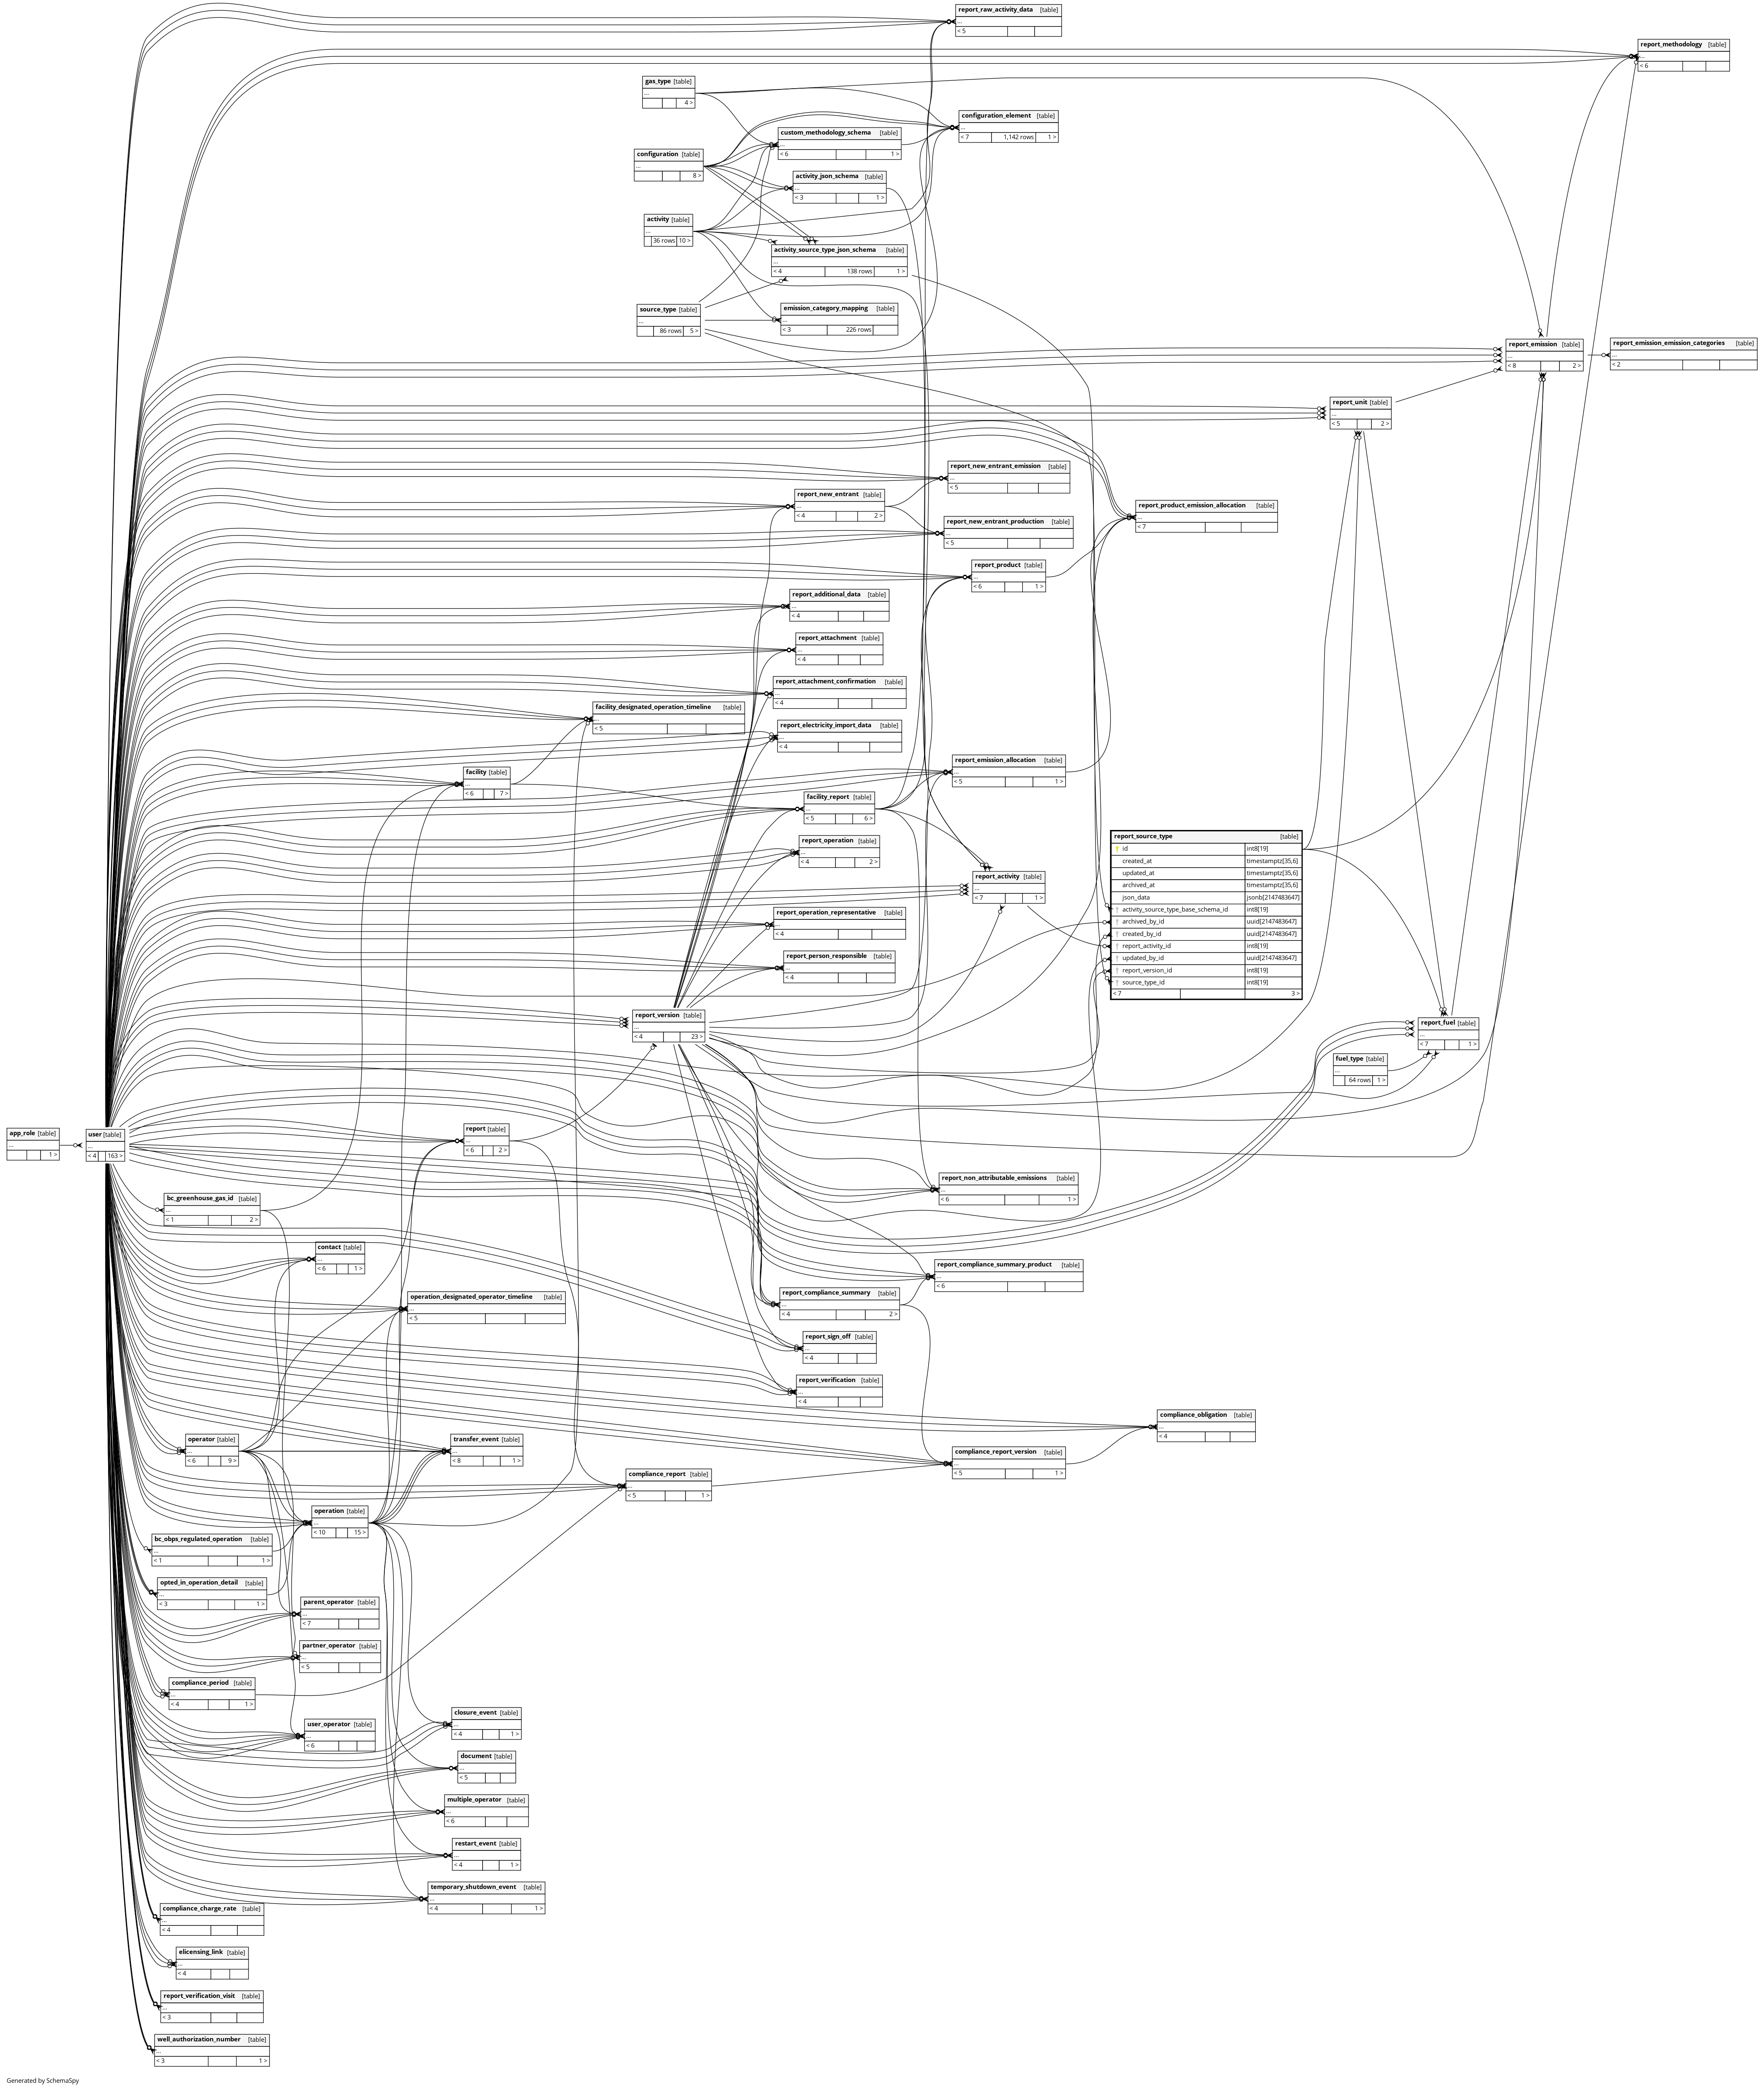 report_raw_activity_data [table]
...
< 5
report_methodology [table]
...
< 6
gas_type [table]
...
4 >
configuration_element [table]
...
< 7 1,142 rows 1 >
custom_methodology_schema [table]
...
< 6 1 >
configuration [table]
...
8 >
activity_json_schema [table]
...
< 3 1 >
activity [table]
...
36 rows 10 >
activity_source_type_json_schema [table]
...
< 4 138 rows 1 >
source_type [table]
...
86 rows 5 >
emission_category_mapping [table]
...
< 3 226 rows
report_emission [table]
...
< 8 2 >
report_emission_emission_categories [table]
...
< 2
report_unit [table]
...
< 5 2 >
report_new_entrant_emission [table]
...
< 5
report_new_entrant [table]
...
< 4 2 >
report_product_emission_allocation [table]
...
< 7
report_new_entrant_production [table]
...
< 5
report_product [table]
...
< 6 1 >
report_additional_data [table]
...
< 4
report_attachment [table]
...
< 4
report_attachment_confirmation [table]
...
< 4
facility_designated_operation_timeline [table]
...
< 5
report_electricity_import_data [table]
...
< 4
report_emission_allocation [table]
...
< 5 1 >
facility [table]
...
< 6 7 >
facility_report [table]
...
< 5 6 >
report_source_type [table]
id int8[19]
created_at timestamptz[35,6]
updated_at timestamptz[35,6]
archived_at timestamptz[35,6]
json_data jsonb[2147483647]
activity_source_type_base_schema_id int8[19]
archived_by_id uuid[2147483647]
created_by_id uuid[2147483647]
report_activity_id int8[19]
updated_by_id uuid[2147483647]
report_version_id int8[19]
source_type_id int8[19]
< 7 3 >
report_operation [table]
...
< 4 2 >
report_activity [table]
...
< 7 1 >
report_operation_representative [table]
...
< 4
report_person_responsible [table]
...
< 4
report_version [table]
...
< 4 23 >
report_fuel [table]
...
< 7 1 >
fuel_type [table]
...
64 rows 1 >
app_role [table]
...
1 >
user [table]
...
< 4 163 >
report [table]
...
< 6 2 >
report_non_attributable_emissions [table]
...
< 6 1 >
bc_greenhouse_gas_id [table]
...
< 1 2 >
contact [table]
...
< 6 1 >
report_compliance_summary_product [table]
...
< 6
operation_designated_operator_timeline [table]
...
< 5
report_compliance_summary [table]
...
< 4 2 >
report_sign_off [table]
...
< 4
report_verification [table]
...
< 4
compliance_obligation [table]
...
< 4
operator [table]
...
< 6 9 >
transfer_event [table]
...
< 8 1 >
compliance_report_version [table]
...
< 5 1 >
compliance_report [table]
...
< 5 1 >
operation [table]
...
< 10 15 >
bc_obps_regulated_operation [table]
...
< 1 1 >
opted_in_operation_detail [table]
...
< 3 1 >
parent_operator [table]
...
< 7
partner_operator [table]
...
< 5
compliance_period [table]
...
< 4 1 >
closure_event [table]
...
< 4 1 >
user_operator [table]
...
< 6
document [table]
...
< 5
multiple_operator [table]
...
< 6
restart_event [table]
...
< 4 1 >
temporary_shutdown_event [table]
...
< 4 1 >
compliance_charge_rate [table]
...
< 4
elicensing_link [table]
...
< 4
report_verification_visit [table]
...
< 3
well_authorization_number [table]
...
< 3 1 >
Generated by SchemaSpy